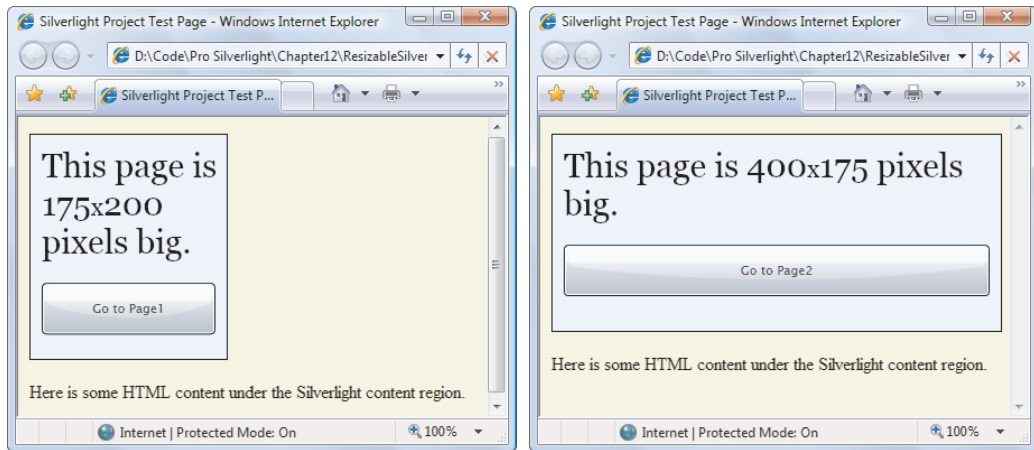 Silverlight Project Test Page - Windows Internet Explorer
D:\Code\Pro Silverlight\Chapter12\ResizableSilver
Silverlight Project Test P...
This page is
175x200
pixels big.
Go to Page1
Here is some HTML content under the Silverlight content region.
Internet | Protected Mode: On
100%
Silverlight Project Test Page - Windows Internet Explorer
D:\Code\Pro Silverlight\Chapter12\ResizableSilver
Silverlight Project Test P...
This page is 400x175 pixels
big.
Go to Page2
Here is some HTML content under the Silverlight content region.
Internet | Protected Mode: On
100%